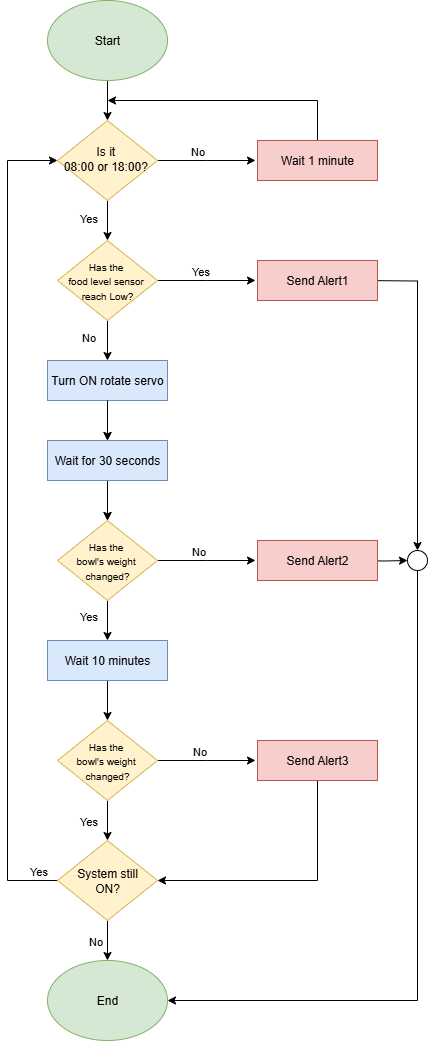 Start
Is it
08:00 or 18:00?
No
Wait 1 minute
Yes
Has the
food level sensor
reach Low?
Yes
Send Alert1
No
Turn ON rotate servo
Wait for 30 seconds
Has the
bowl's weight
changed?
No
Send Alert2
Yes
Wait 10 minutes
Has the
bowl's weight
changed?
No
Send Alert3
Yes
System still
ON?
Yes
No
End